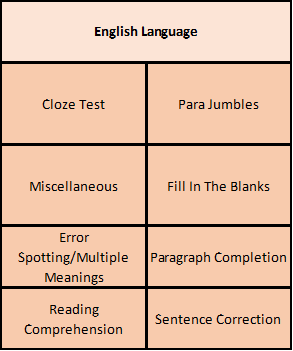 English Language
Cloze Test
Para Jumbles
Miscellaneous
Fill In The Blanks
Error
Spotting/Multiple
Meanings
Paragraph Completion
Reading
Comprehension
Sentence Correction